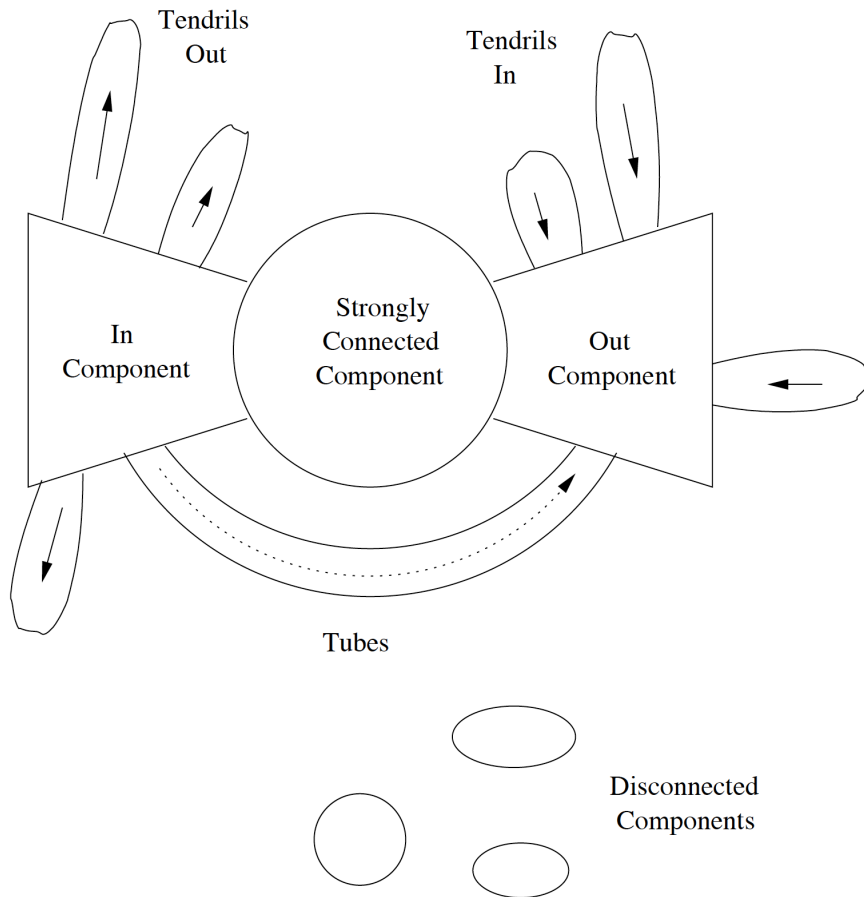 Tendrils
Out
Tendrils
In
In
Component
Strongly
Connected
Component
Out
Component
Tubes
Disconnected
Components